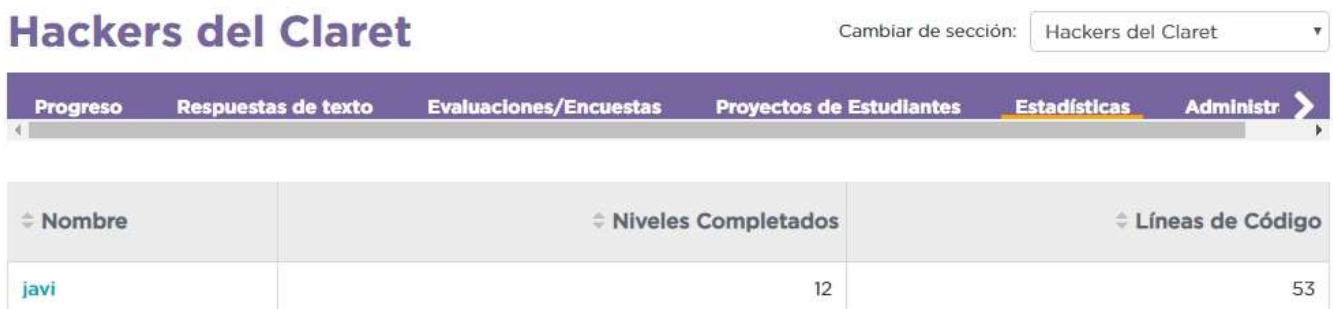 Hackers del Claret
Cambiar de sección: Hackers del Claret
Progreso Respuestas de texto Evaluaciones/Encuestas Proyectos de Estudiantes Estadísticas Administr
Nombre Niveles Completados Líneas de Código
javi 12 53